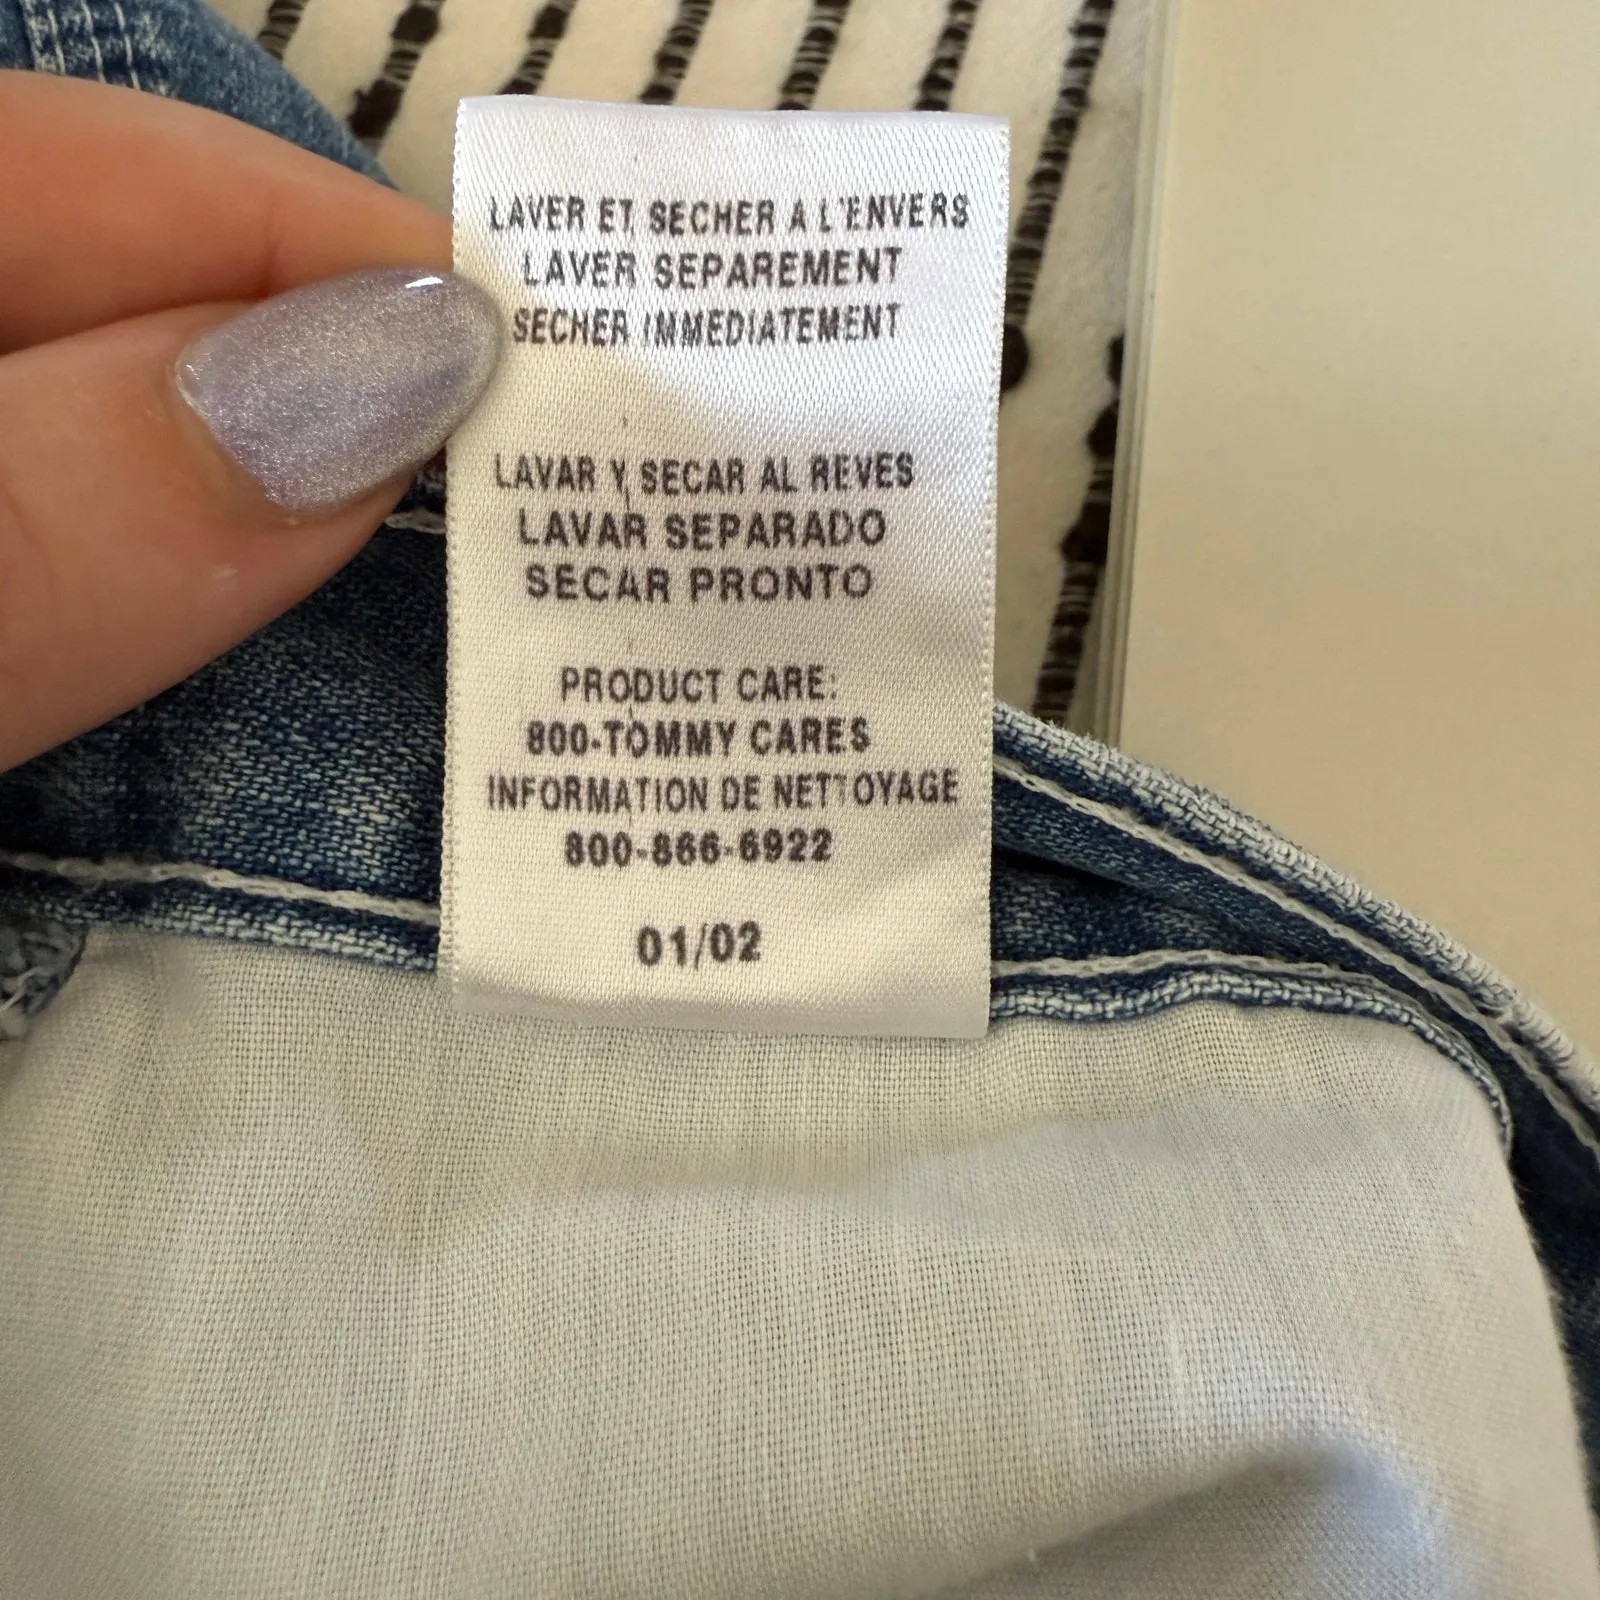 LAVER ET SECHER A L'ENVERS
LAVER SEPAREMENT
SECHER IMMEDIATEMENT
LAVAR Y SECAR AL REVES
LAVAR SEPARADO
SECAR PRONTO
PRODUCT CARE:
800-TOMMY CARES
INFORMATION DE NETTOYAGE
800-866-6922
01/02